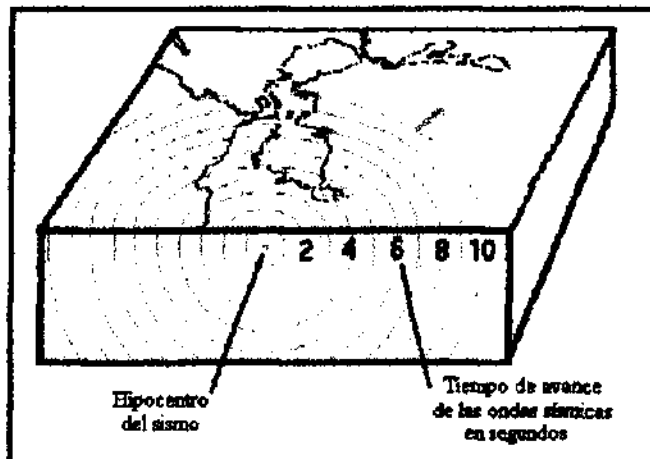 2 4 6 8 10
Hipocentro
del sismo
Tiempo de avance
de las ondas sísmicas
en segundos